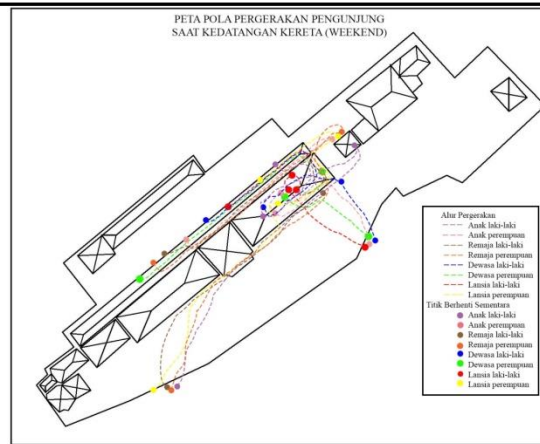 PETA POLA PERGERAKAN PENGUNJUNG
SAAT KEDATANGAN KERETA (WEEKEND)
Alur Pergerakan
Anak laki-laki
Anak perempuan
Remaja laki-laki
Remaja perempuan
Dewasa laki-laki
Dewasa perempuan
Lansia laki-laki
Lansia perempuan
Titik Berhenti Sementara
Anak laki-laki
Anak perempuan
Remaja laki-laki
Remaja perempuan
Dewasa laki-laki
Dewasa perempuan
Lansia laki-laki
Lansia perempuan